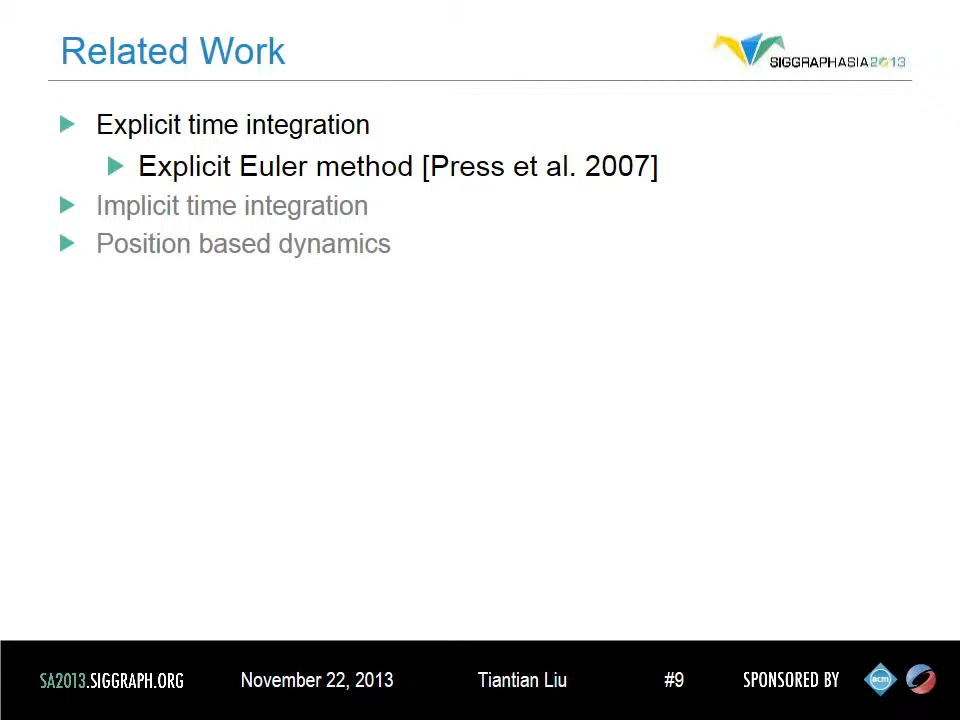 Related Work
SIGGRAPHASIA2013
Explicit time integration
Explicit Euler method [Press et al. 2007]
Implicit time integration
Position based dynamics
SA2013.SIGGRAPH.ORG November 22, 2013 Tiantian Liu #9 SPONSORED BY BCM